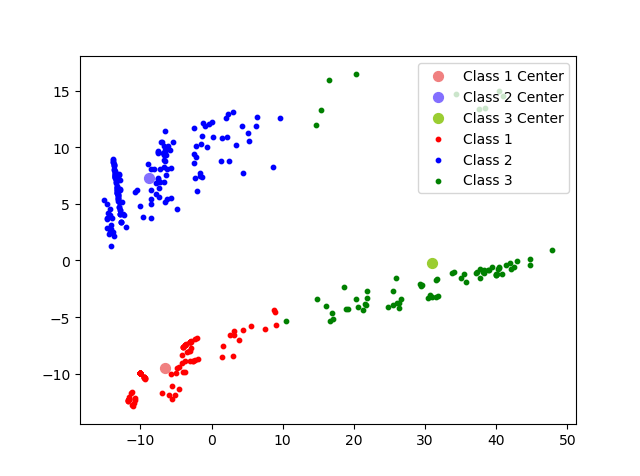 Class 1 Center
Class 2 Center
Class 3 Center
Class 1
Class 2
Class 3
15
10
5
0
−5
−10
−10 0 10 20 30 40 50